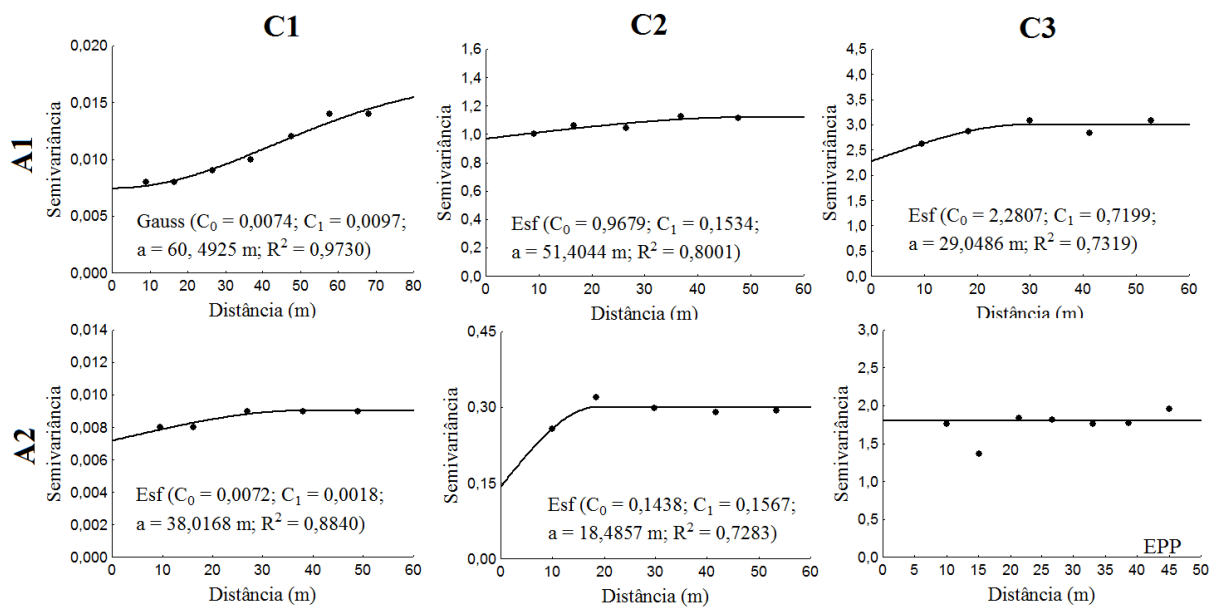 C1
C2
C3
A1
A2
Semivariância
0,020
0,015
0,010
0,005
0,000
Gauss (C0 = 0,0074; C1 = 0,0097;
a = 60, 4925 m; R2 = 0,9730)
0 10 20 30 40 50 60 70 80
Distância (m)
Semivariância
1,6
1,4
1,2
1,0
0,8
0,6
0,4
0,2
0,0
Esf (C0 = 0,9679; C1 = 0,1534;
a = 51,4044 m; R2 = 0,8001)
0 10 20 30 40 50 60
Distância (m)
Semivariância
4,5
4,0
3,5
3,0
2,5
2,0
1,5
1,0
0,5
0,0
Esf (C0 = 2,2807; C1 = 0,7199;
a = 29,0486 m; R2 = 0,7319)
0 10 20 30 40 50 60
Distância (m)
Semivariância
0,014
0,012
0,010
0,008
0,006
0,004
0,002
0,000
Esf (C0 = 0,0072; C1 = 0,0018;
a = 38,0168 m; R2 = 0,8840)
0 10 20 30 40 50 60
Distância (m)
Semivariância
0,45
0,30
0,15
0,00
Esf (C0 = 0,1438; C1 = 0,1567;
a = 18,4857 m; R2 = 0,7283)
0 10 20 30 40 50 60
Distância (m)
Semivariância
3,0
2,5
2,0
1,5
1,0
0,5
0,0
EPP
0 5 10 15 20 25 30 35 40 45 50
Distância (m)